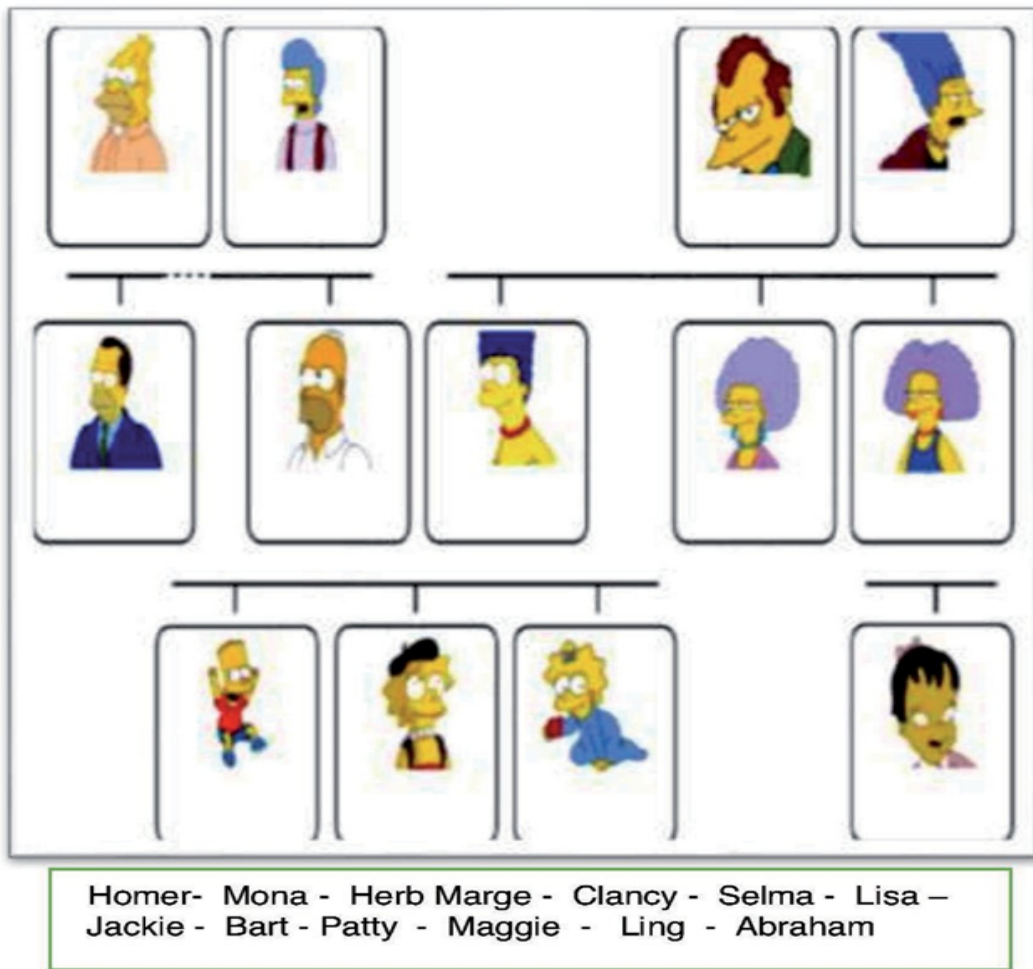 Homer- Mona - Herb Marge - Clancy - Selma - Lisa –
Jackie - Bart - Patty - Maggie - Ling - Abraham